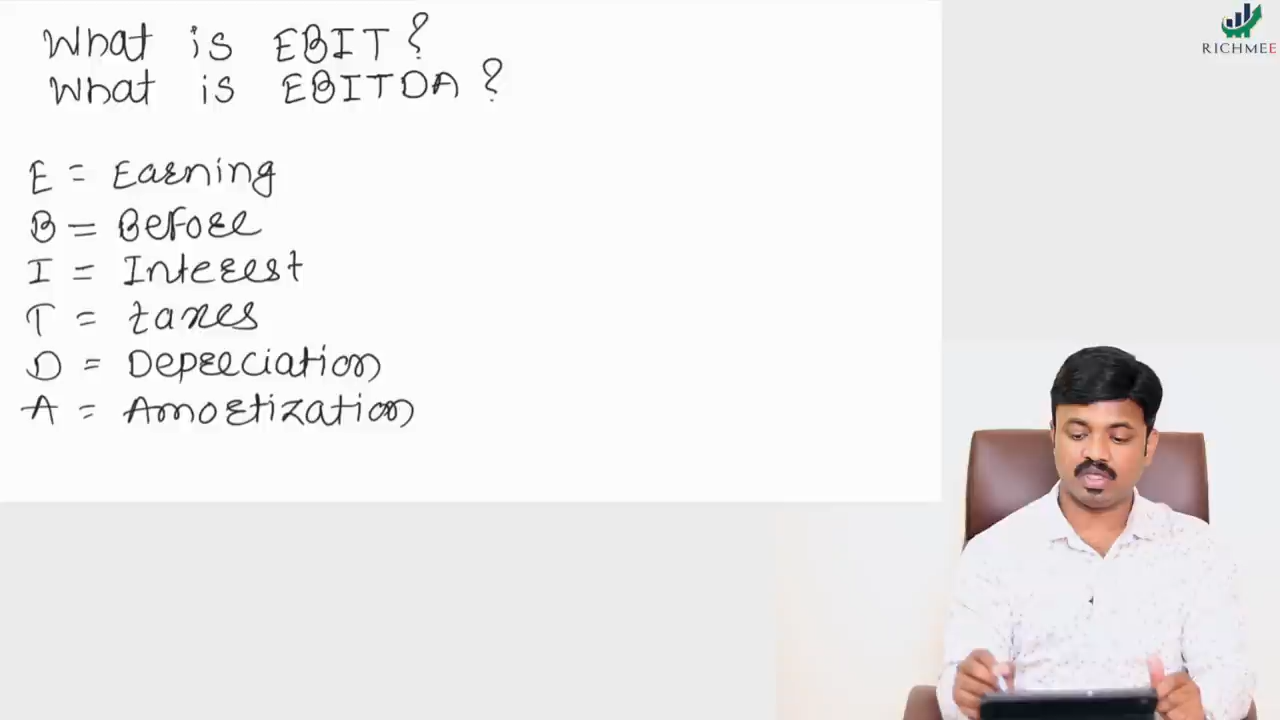 What is EBIT?
What is EBITDA?
E = Earning
B = Before
I = Interest
T = taxes
D = Depreciation
A = Amortization
RICHMEE